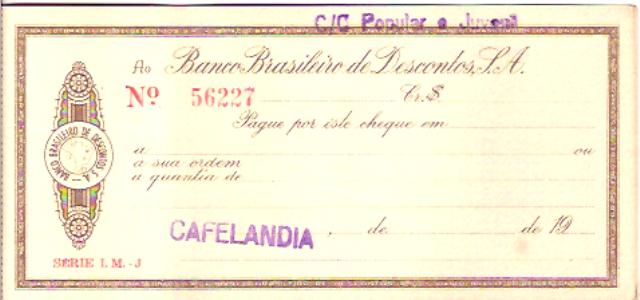 C/C Popular e Juvenil
Ao Banco Brasileiro de Descontos, S.A.
Nº 56227 Cr.$
Pague por êste cheque em
a ou
à sua ordem
a quantia de
CAFELANDIA , de de 19
BANCO BRASILEIRO DE DESCONTOS S.A.
SÉRIE I. M. - J